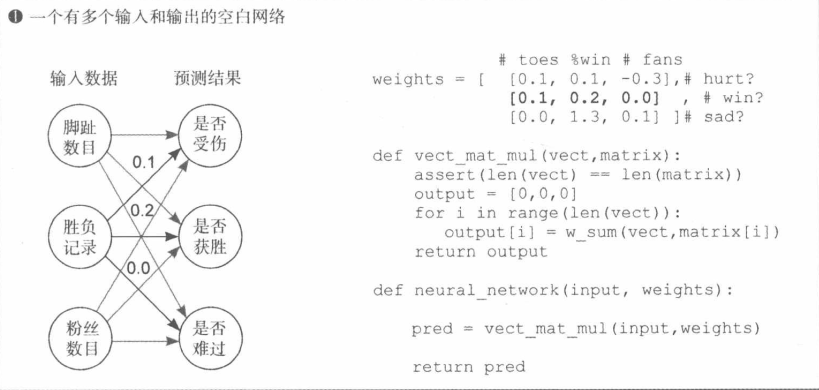 ❶ 一个有多个输入和输出的空白网络
输入数据 预测结果
脚趾
数目
是否
受伤
0.1
0.2
胜负
记录
是否
获胜
0.0
粉丝
数目
是否
难过
# toes %win # fans
weights = [ [0.1, 0.1, -0.3],# hurt?
[0.1, 0.2, 0.0] , # win?
[0.0, 1.3, 0.1] ]# sad?
def vect_mat_mul(vect,matrix):
assert(len(vect) == len(matrix))
output = [0,0,0]
for i in range(len(vect)):
output[i] = w_sum(vect,matrix[i])
return output
def neural_network(input, weights):
pred = vect_mat_mul(input,weights)
return pred